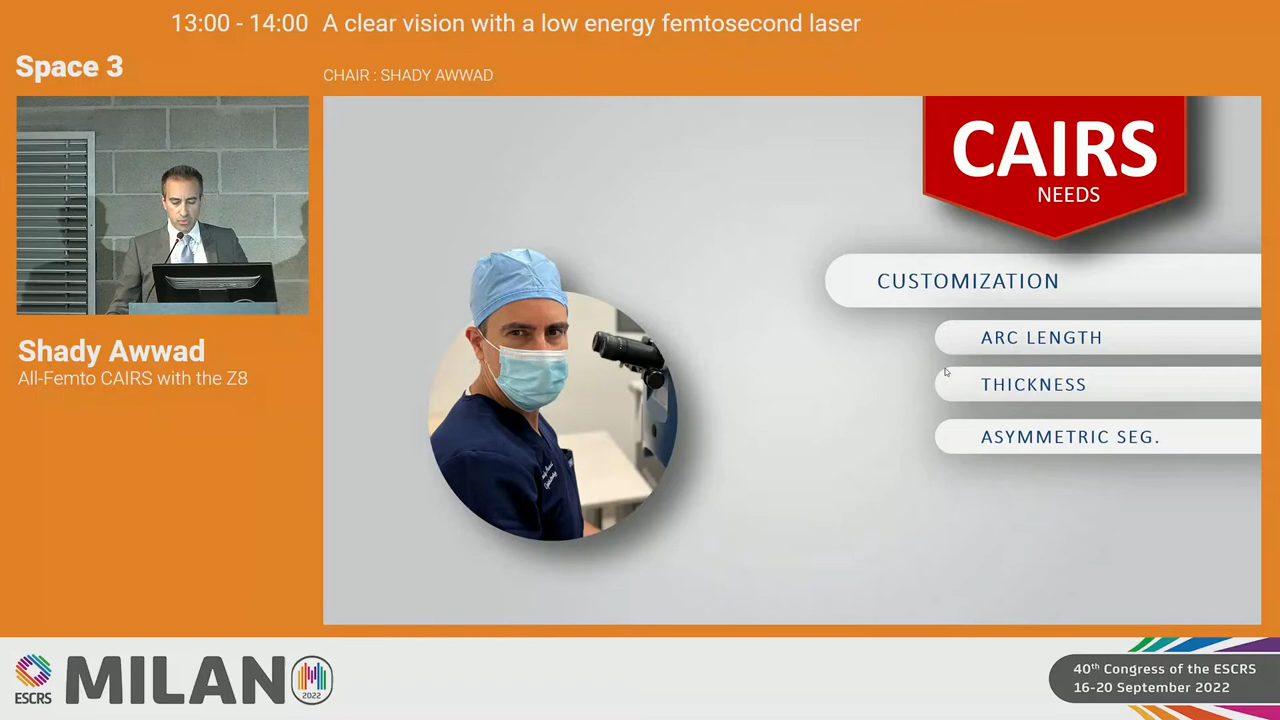 13:00 - 14:00 A clear vision with a low energy femtosecond laser
Space 3
CHAIR : SHADY AWWAD
CAIRS
NEEDS
CUSTOMIZATION
ARC LENGTH
THICKNESS
ASYMMETRIC SEG.
Shady Awwad
All-Femto CAIRS with the Z8
ESCRS
MILANO
2022
40th Congress of the ESCRS
16-20 September 2022